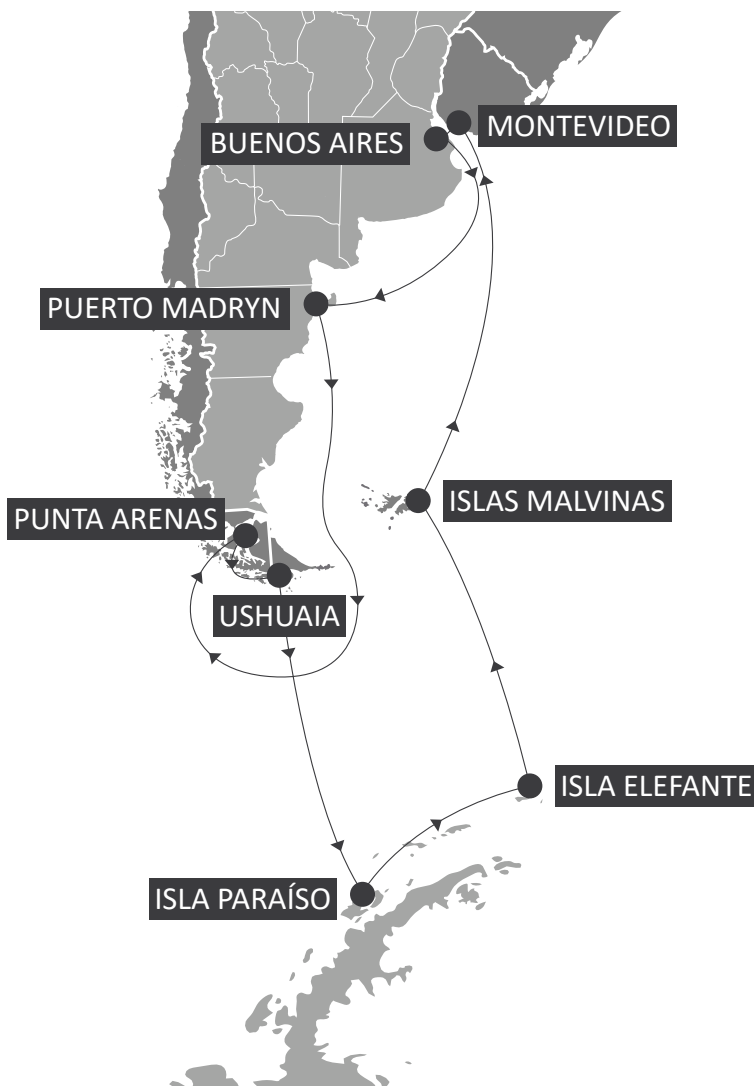 MONTEVIDEO
BUENOS AIRES
PUERTO MADRYN
ISLAS MALVINAS
PUNTA ARENAS
USHUAIA
ISLA ELEFANTE
ISLA PARAÍSO